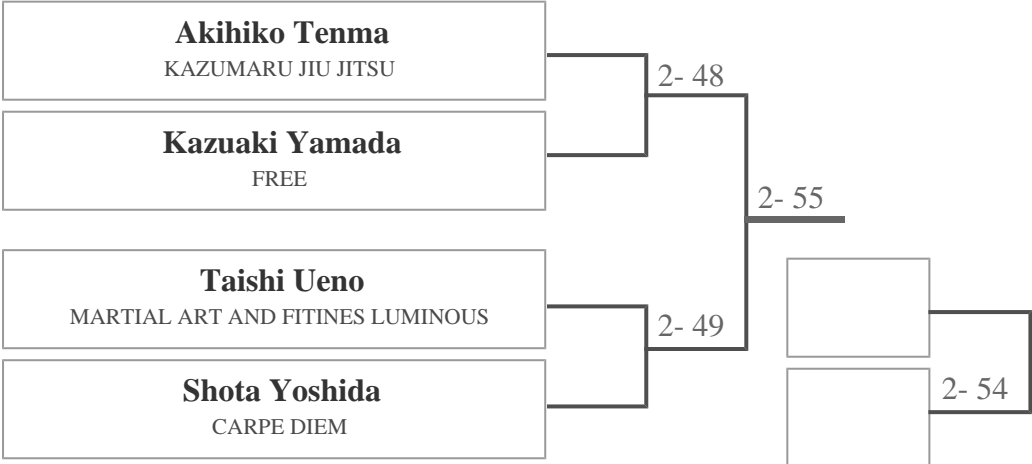 Akihiko Tenma
KAZUMARU JIU JITSU
2- 48
Kazuaki Yamada
FREE
2- 55
Taishi Ueno
MARTIAL ART AND FITINES LUMINOUS
2- 49
Shota Yoshida
CARPE DIEM
2- 54